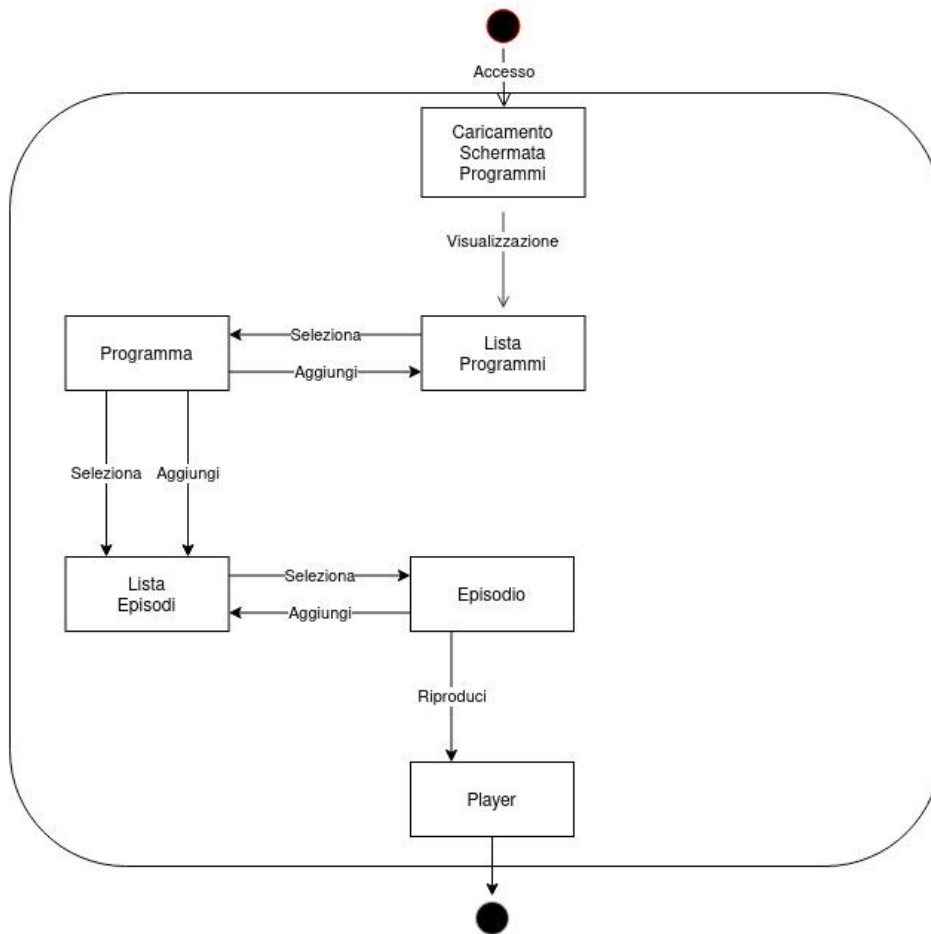 Accesso
Caricamento
Schermata
Programmi
Visualizzazione
Programma
Seleziona
Aggiungi
Lista
Programmi
Seleziona
Aggiungi
Lista
Episodi
Seleziona
Aggiungi
Episodio
Riproduci
Player